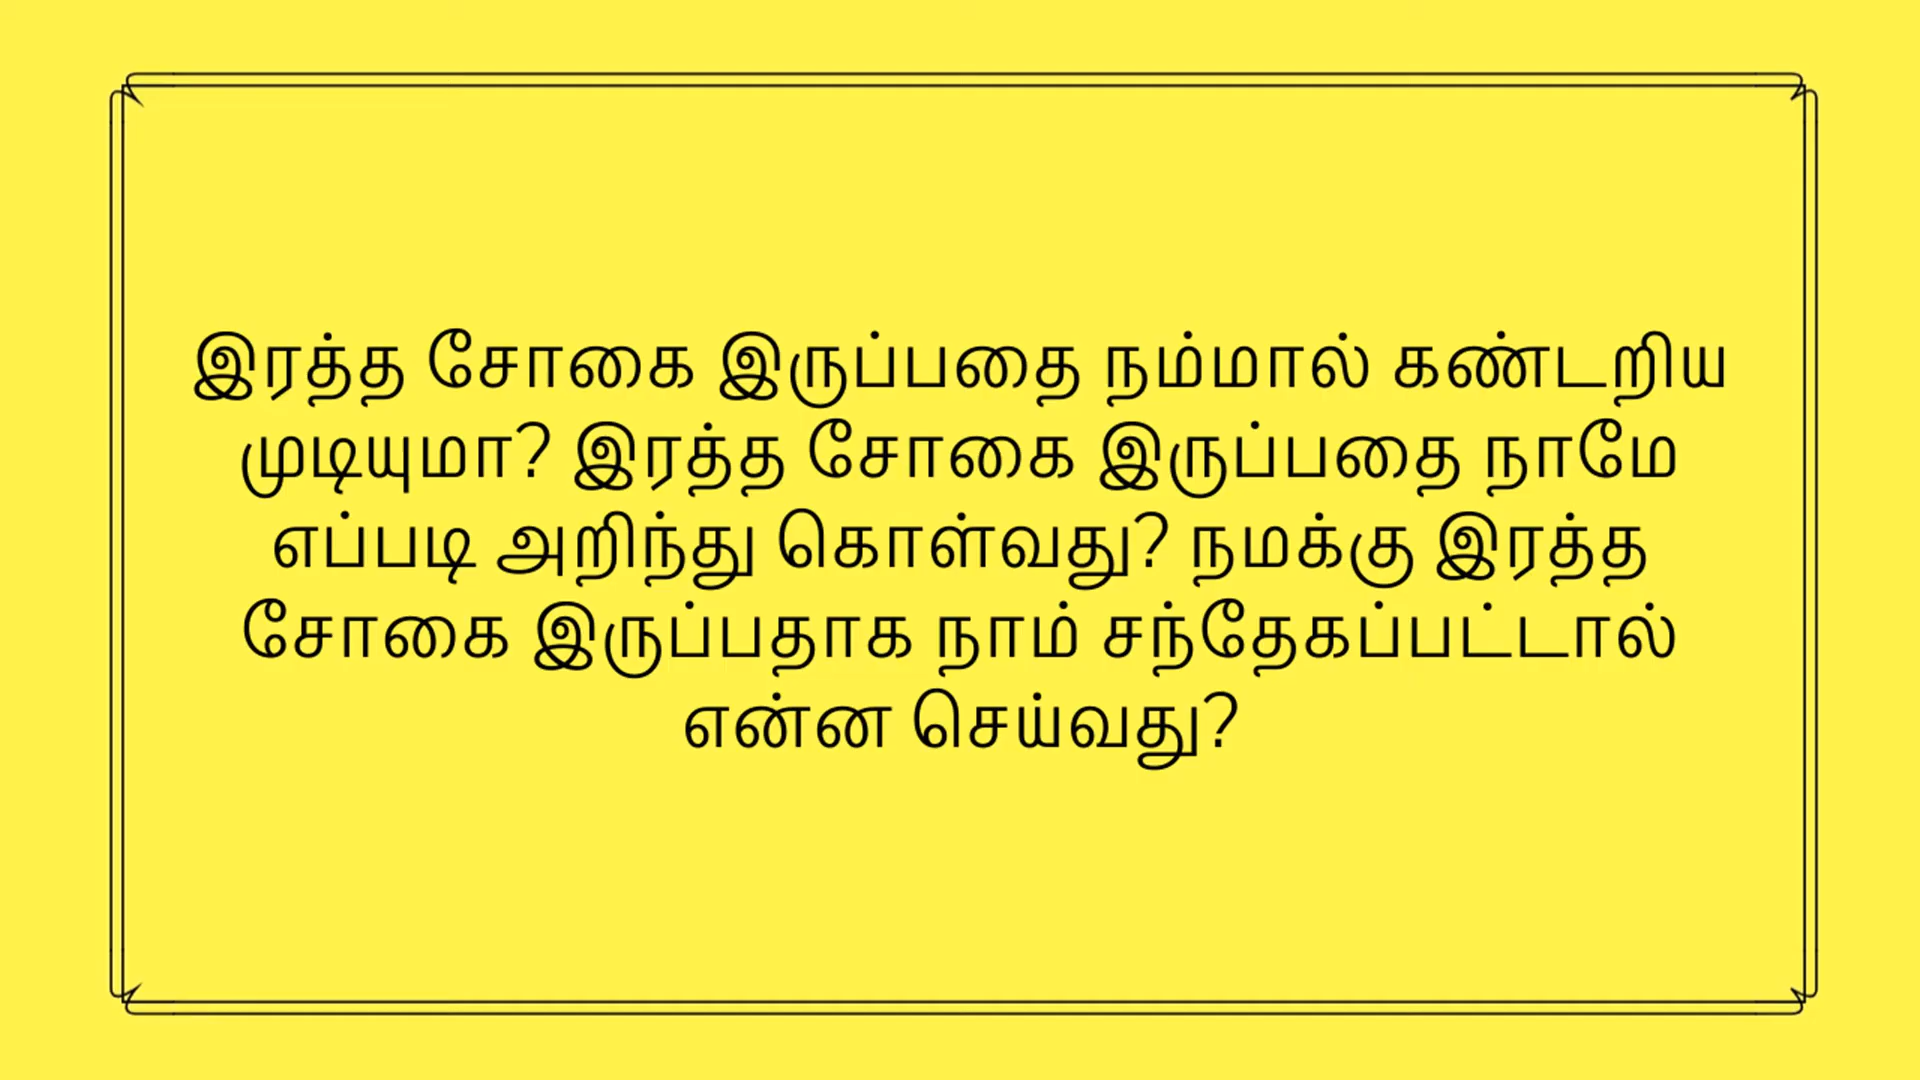 இரத்த சோகை இருப்பதை நம்மால் கண்டறிய
முடியுமா? இரத்த சோகை இருப்பதை நாமே
எப்படி அறிந்து கொள்வது? நமக்கு இரத்த
சோகை இருப்பதாக நாம் சந்தேகப்பட்டால்
என்ன செய்வது?